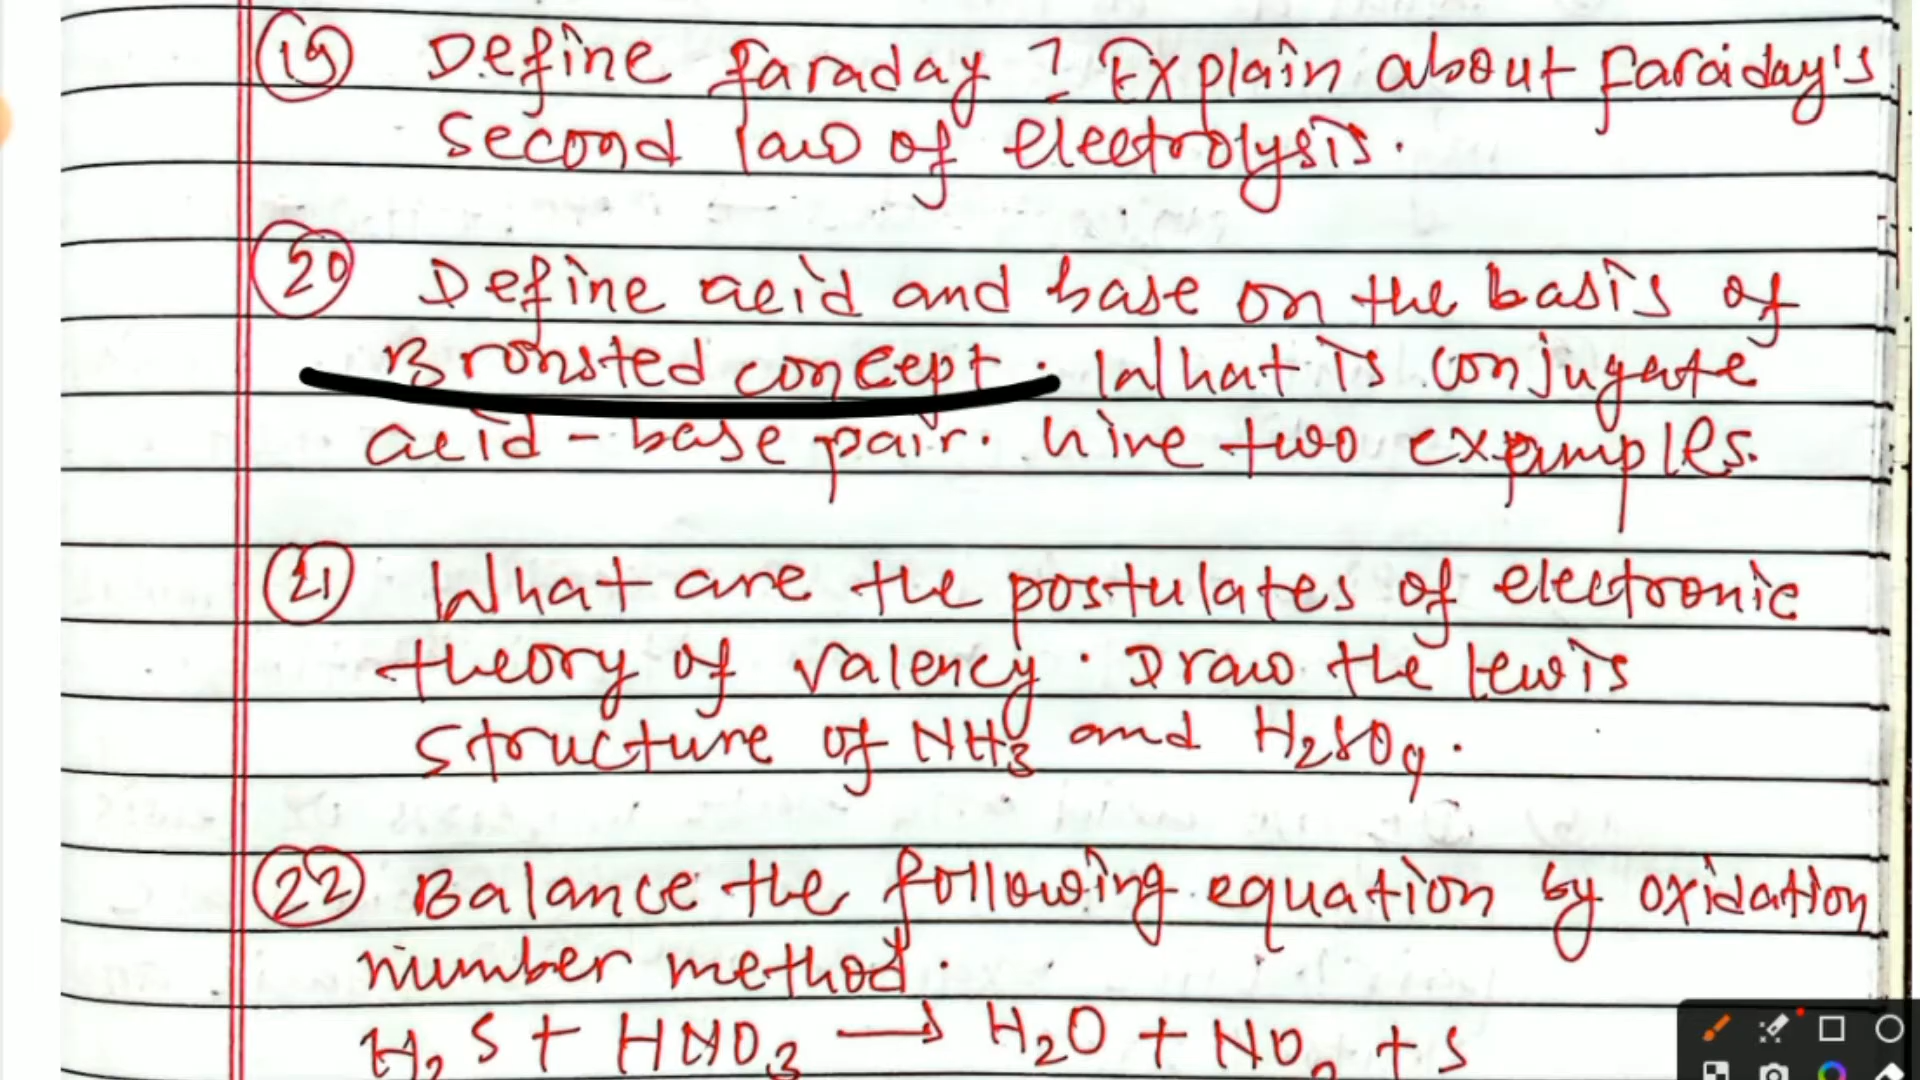 19 Define faraday ? Explain about faraday's
second law of electrolysis.
20 Define acid and base on the basis of
Bronsted concept. What is conjugate
acid-base pair. Give two examples.
21 What are the postulates of electronic
theory of valency. Draw the lewis
structure of NH3 and H2SO4.
22 Balance the following equation by oxidation
number method.
H2S + HNO3 → H2O + NO2 + S